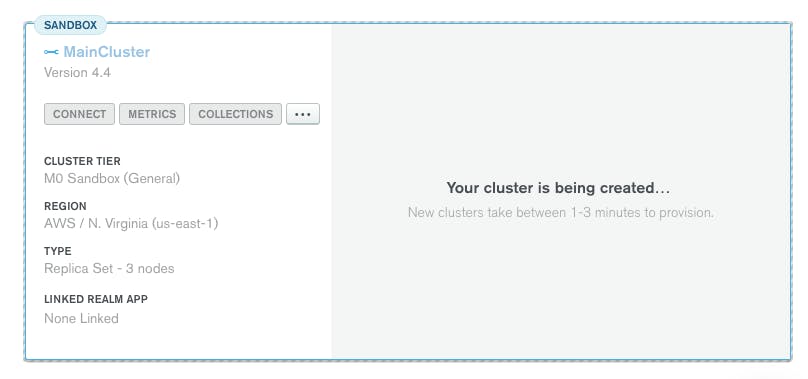 SANDBOX
MainCluster
Version 4.4
CONNECT METRICS COLLECTIONS ...
CLUSTER TIER
M0 Sandbox (General)
REGION
AWS / N. Virginia (us-east-1)
TYPE
Replica Set - 3 nodes
LINKED REALM APP
None Linked
Your cluster is being created...
New clusters take between 1-3 minutes to provision.